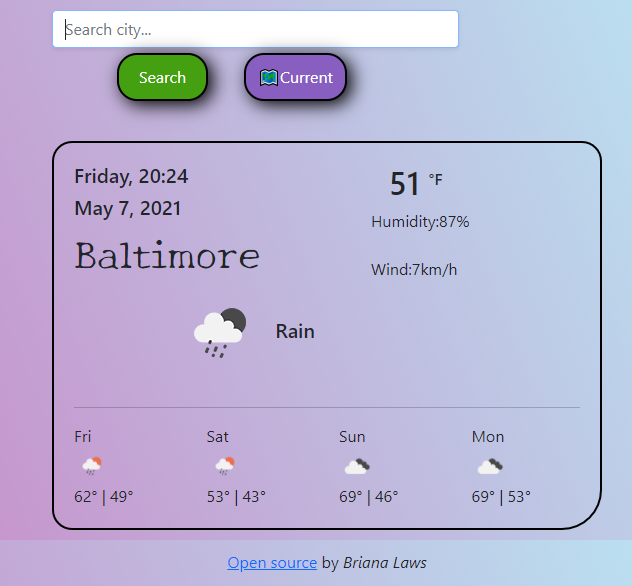 Search city...
Search
Current
Friday, 20:24
May 7, 2021
Baltimore
51 °F
Humidity:87%
Wind:7km/h
Rain
Fri Sat Sun Mon
62° | 49° 53° | 43° 69° | 46° 69° | 53°
Open source by Briana Laws